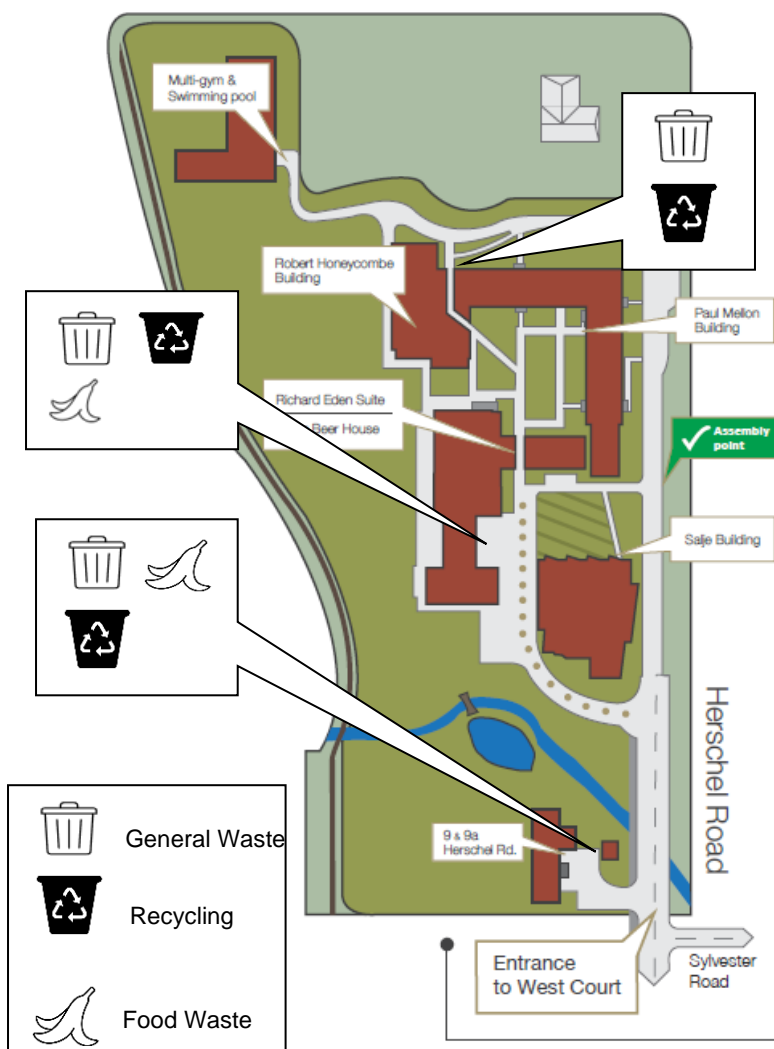 Multi-gym &
Swimming pool
Robert Honeycombe
Building
Paul Mellon
Building
Richard Eden Suite
Beer House
Assembly
point
Salje Building
Herschel Road
9 & 9a
Herschel Rd.
General Waste
Recycling
Food Waste
Entrance
to West Court
Sylvester
Road